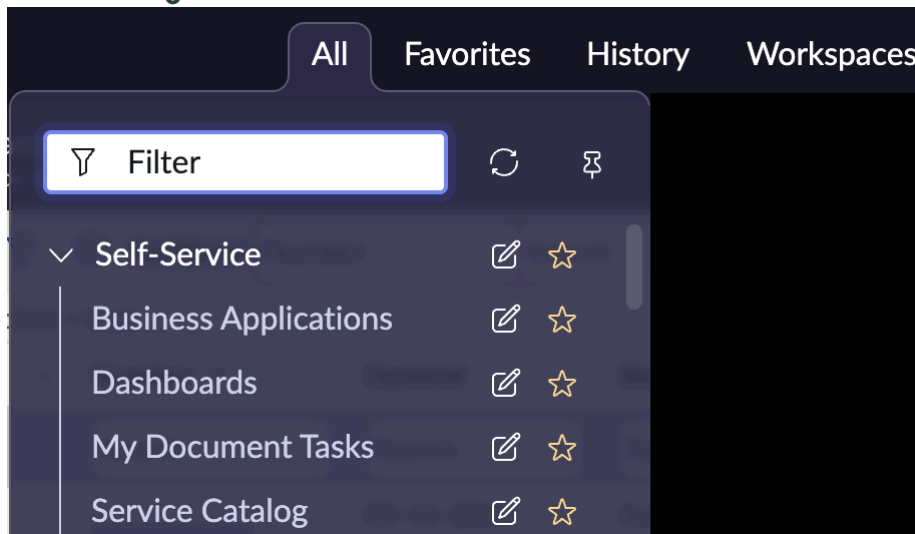 All Favorites History Workspaces
Filter
Self-Service
Business Applications
Dashboards
My Document Tasks
Service Catalog